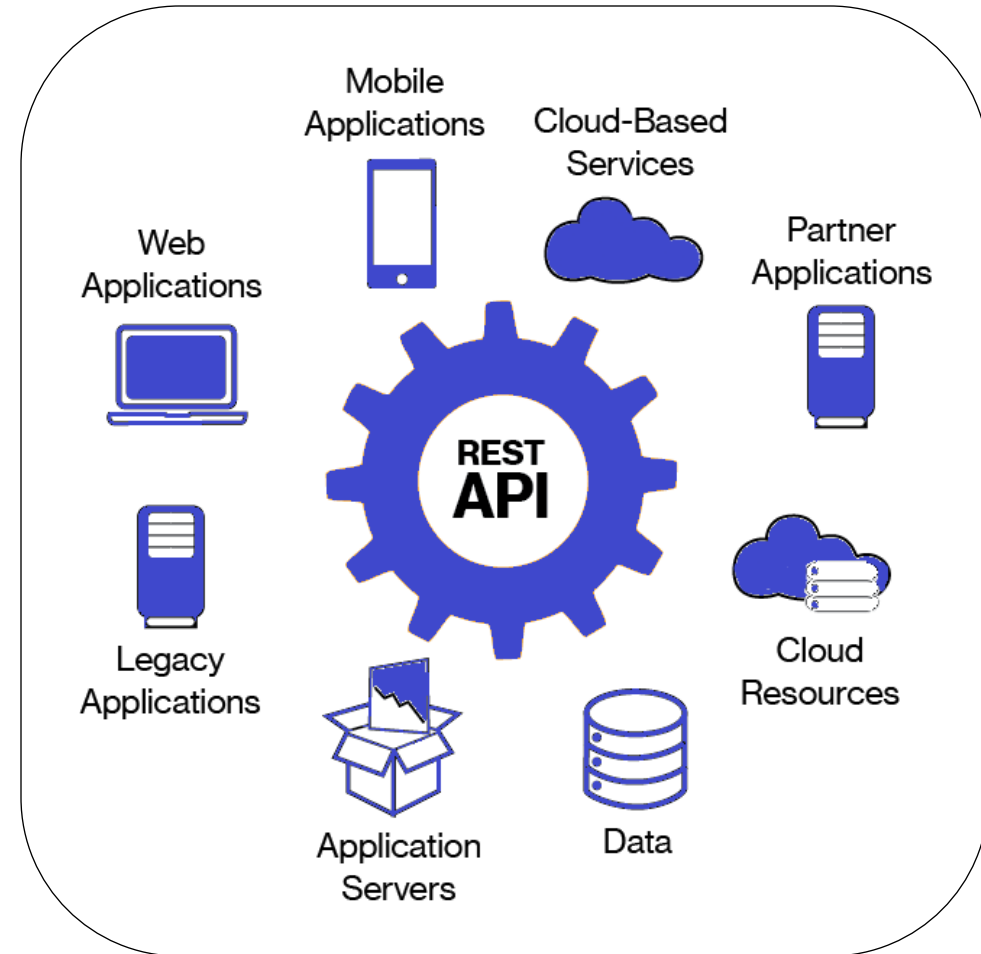 Mobile
Applications
Cloud-Based
Services
Partner
Applications
Web
Applications
REST
API
Legacy
Applications
Cloud
Resources
Application
Servers
Data